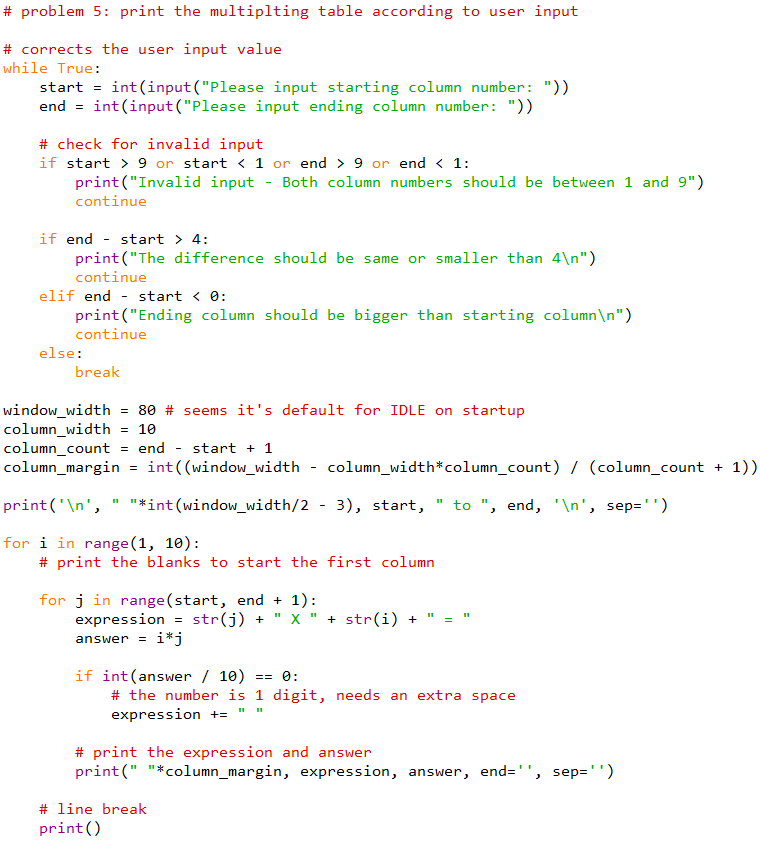 # problem 5: print the multiplting table according to user input
# corrects the user input value
while True:
    start = int(input("Please input starting column number: "))
    end = int(input("Please input ending column number: "))
    # check for invalid input
    if start > 9 or start < 1 or end > 9 or end < 1:
        print("Invalid input - Both column numbers should be between 1 and 9")
        continue
    if end - start > 4:
        print("The difference should be same or smaller than 4\n")
        continue
    elif end - start < 0:
        print("Ending column should be bigger than starting column\n")
        continue
    else:
        break
window_width = 80 # seems it's default for IDLE on startup
column_width = 10
column_count = end - start + 1
column_margin = int((window_width - column_width*column_count) / (column_count + 1))
print('\n', " "*int(window_width/2 - 3), start, " to ", end, '\n', sep='')
for i in range(1, 10):
    # print the blanks to start the first column
    for j in range(start, end + 1):
        expression = str(j) + " X " + str(i) + " = "
        answer = i*j
        if int(answer / 10) == 0:
            # the number is 1 digit, needs an extra space
            expression += " "
        # print the expression and answer
        print(" "*column_margin, expression, answer, end='', sep='')
    # line break
    print()